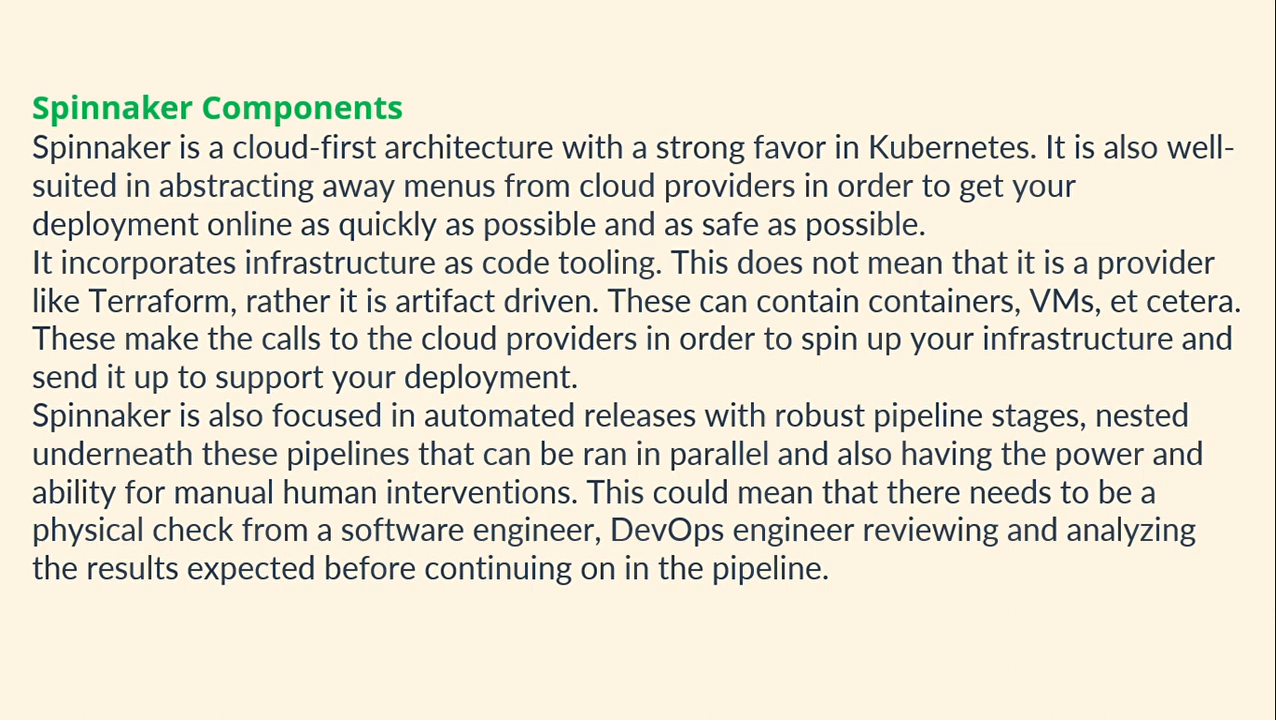 Spinnaker Components
Spinnaker is a cloud-first architecture with a strong favor in Kubernetes. It is also well-
suited in abstracting away menus from cloud providers in order to get your
deployment online as quickly as possible and as safe as possible.
It incorporates infrastructure as code tooling. This does not mean that it is a provider
like Terraform, rather it is artifact driven. These can contain containers, VMs, et cetera.
These make the calls to the cloud providers in order to spin up your infrastructure and
send it up to support your deployment.
Spinnaker is also focused in automated releases with robust pipeline stages, nested
underneath these pipelines that can be ran in parallel and also having the power and
ability for manual human interventions. This could mean that there needs to be a
physical check from a software engineer, DevOps engineer reviewing and analyzing
the results expected before continuing on in the pipeline.